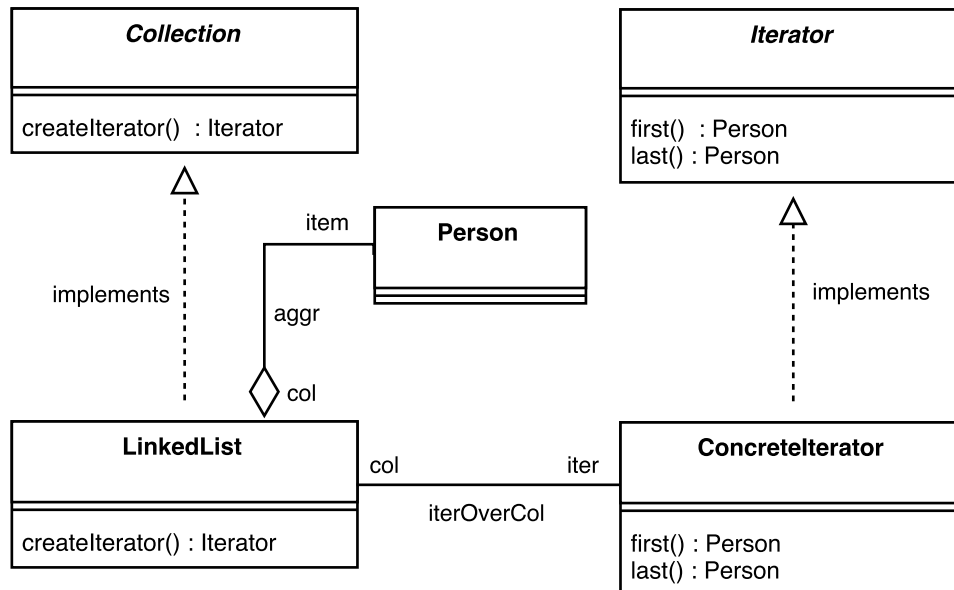 Collection
createIterator() : Iterator
Iterator
first() : Person
last() : Person
implements
item
Person
aggr
col
implements
LinkedList
createIterator() : Iterator
col
iter
iterOverCol
ConcreteIterator
first() : Person
last() : Person